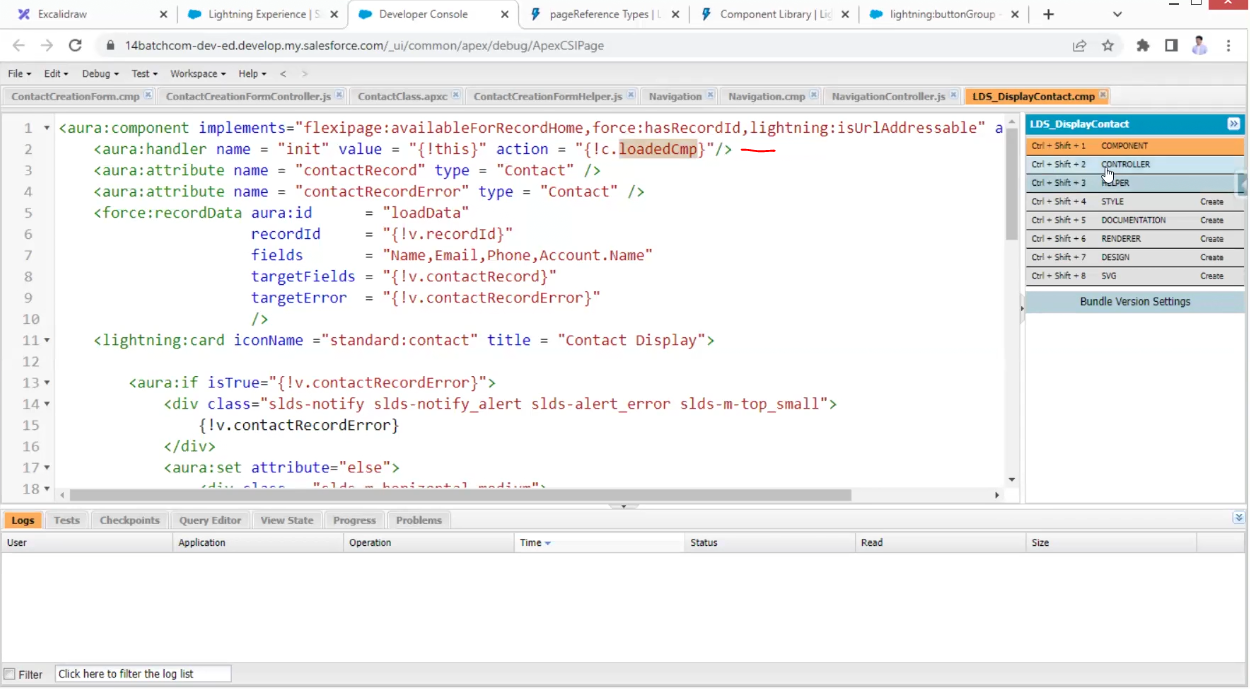 Excalidraw
Lightning Experience | S
Developer Console
pageReference Types | L
Component Library | Lig
lightning:buttonGroup -
14batchcom-dev-ed.develop.my.salesforce.com/_ui/common/apex/debug/ApexCSIPage
File Edit Debug Test Workspace Help < >
ContactCreationForm.cmp ContactCreationFormController.js ContactClass.apxc ContactCreationFormHelper.js Navigation Navigation.cmp NavigationController.js LDS_DisplayContact.cmp
1 <aura:component implements="flexipage:availableForRecordHome,force:hasRecordId,lightning:isUrlAddressable" a
2 <aura:handler name = "init" value = "{!this}" action = "{!c.loadedCmp}"/>
3 <aura:attribute name = "contactRecord" type = "Contact" />
4 <aura:attribute name = "contactRecordError" type = "Contact" />
5 <force:recordData aura:id = "loadData"
6 recordId = "{!v.recordId}"
7 fields = "Name,Email,Phone,Account.Name"
8 targetFields = "{!v.contactRecord}"
9 targetError = "{!v.contactRecordError}"
10 />
11 <lightning:card iconName ="standard:contact" title = "Contact Display">
12
13 <aura:if isTrue="{!v.contactRecordError}">
14 <div class="slds-notify slds-notify_alert slds-alert_error slds-m-top_small">
15 {!v.contactRecordError}
16 </div>
17 <aura:set attribute="else">
18 <div class = "slds-m-horizontal_medium">
LDS_DisplayContact
Ctrl + Shift + 1 COMPONENT
Ctrl + Shift + 2 CONTROLLER
Ctrl + Shift + 3 HELPER
Ctrl + Shift + 4 STYLE Create
Ctrl + Shift + 5 DOCUMENTATION Create
Ctrl + Shift + 6 RENDERER Create
Ctrl + Shift + 7 DESIGN Create
Ctrl + Shift + 8 SVG Create
Bundle Version Settings
Logs Tests Checkpoints Query Editor View State Progress Problems
User Application Operation Time Status Read Size
Filter Click here to filter the log list